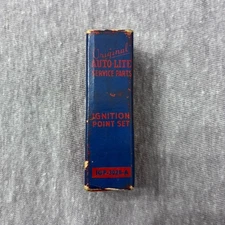 Original
AUTO-LITE
SERVICE PARTS
IGNITION
POINT SET